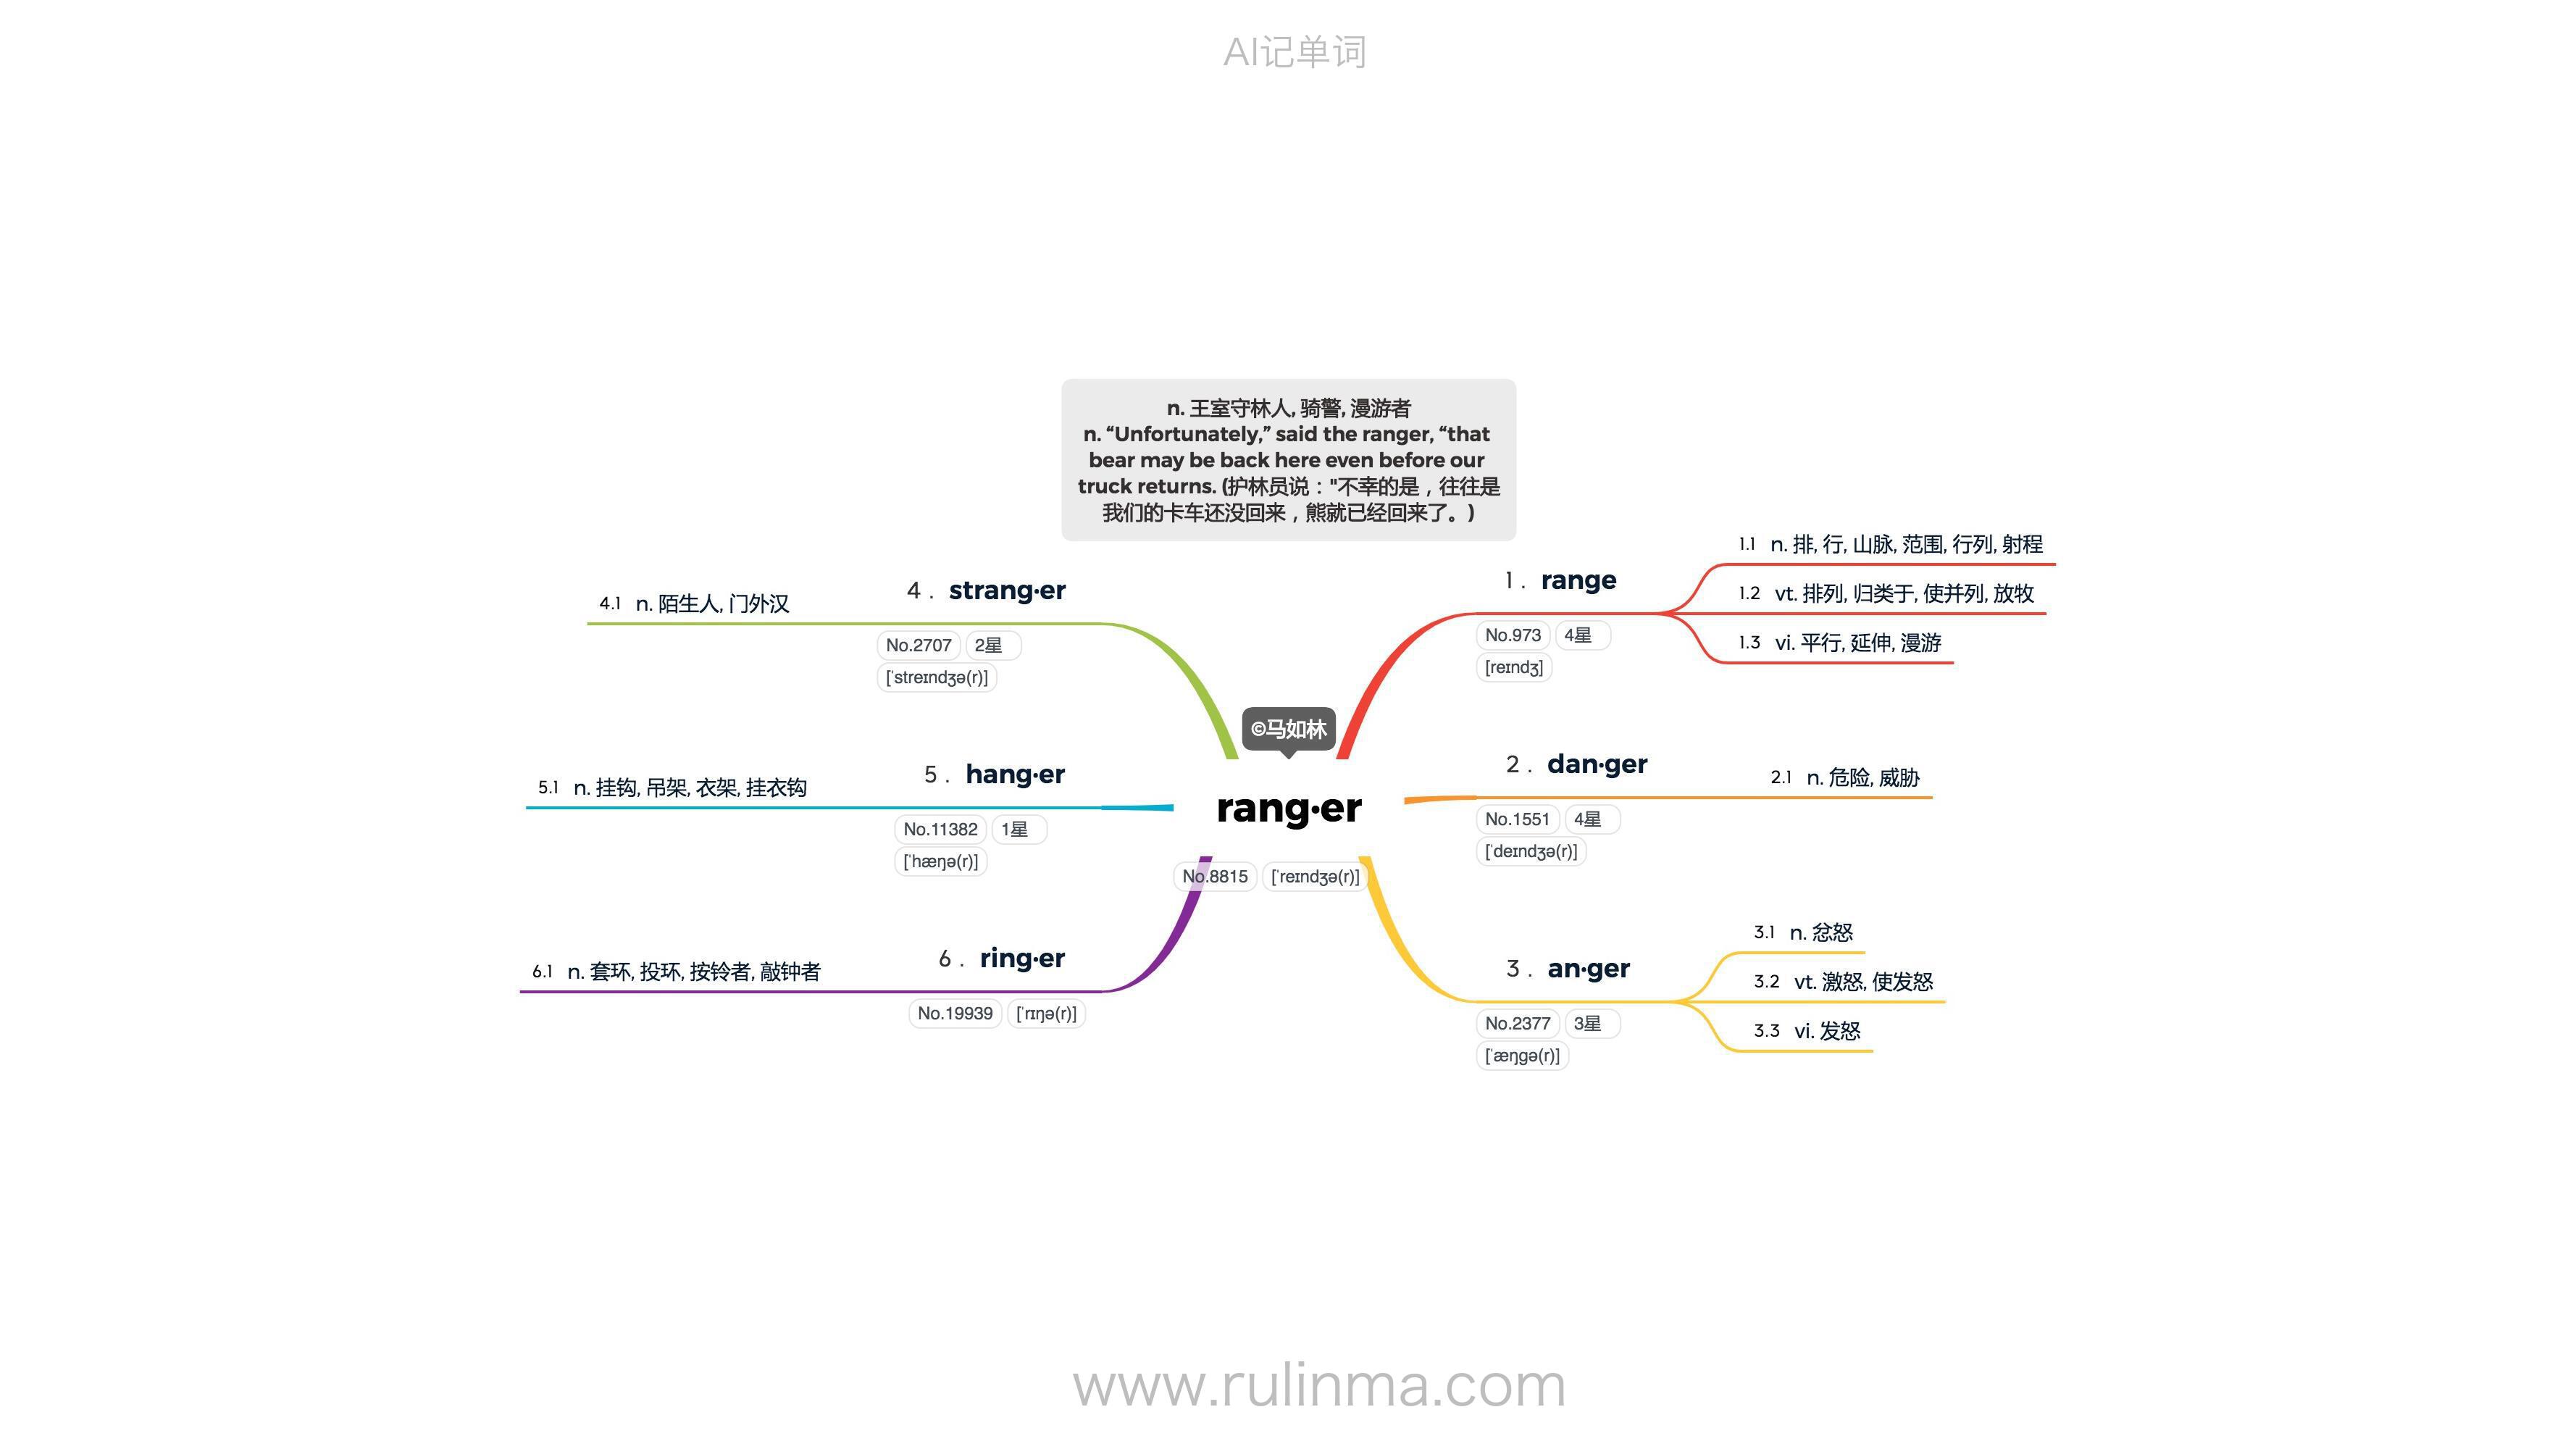 AI记单词
n. 王室守林人, 骑警, 漫游者
n. “Unfortunately,” said the ranger, “that
bear may be back here even before our
truck returns. (护林员说："不幸的是，往往是
我们的卡车还没回来，熊就已经回来了。)
©马如林
rang·er
No.8815 [ˈreɪndʒə(r)]
1 . range
No.973 4星
[reɪndʒ]
1.1 n. 排, 行, 山脉, 范围, 行列, 射程
1.2 vt. 排列, 归类于, 使并列, 放牧
1.3 vi. 平行, 延伸, 漫游
2 . dan·ger
No.1551 4星
[ˈdeɪndʒə(r)]
2.1 n. 危险, 威胁
3 . an·ger
No.2377 3星
[ˈæŋgə(r)]
3.1 n. 忿怒
3.2 vt. 激怒, 使发怒
3.3 vi. 发怒
4 . strang·er
No.2707 2星
[ˈstreɪndʒə(r)]
4.1 n. 陌生人, 门外汉
5 . hang·er
No.11382 1星
[ˈhæŋə(r)]
5.1 n. 挂钩, 吊架, 衣架, 挂衣钩
6 . ring·er
No.19939 [ˈrɪŋə(r)]
6.1 n. 套环, 投环, 按铃者, 敲钟者
www.rulinma.com